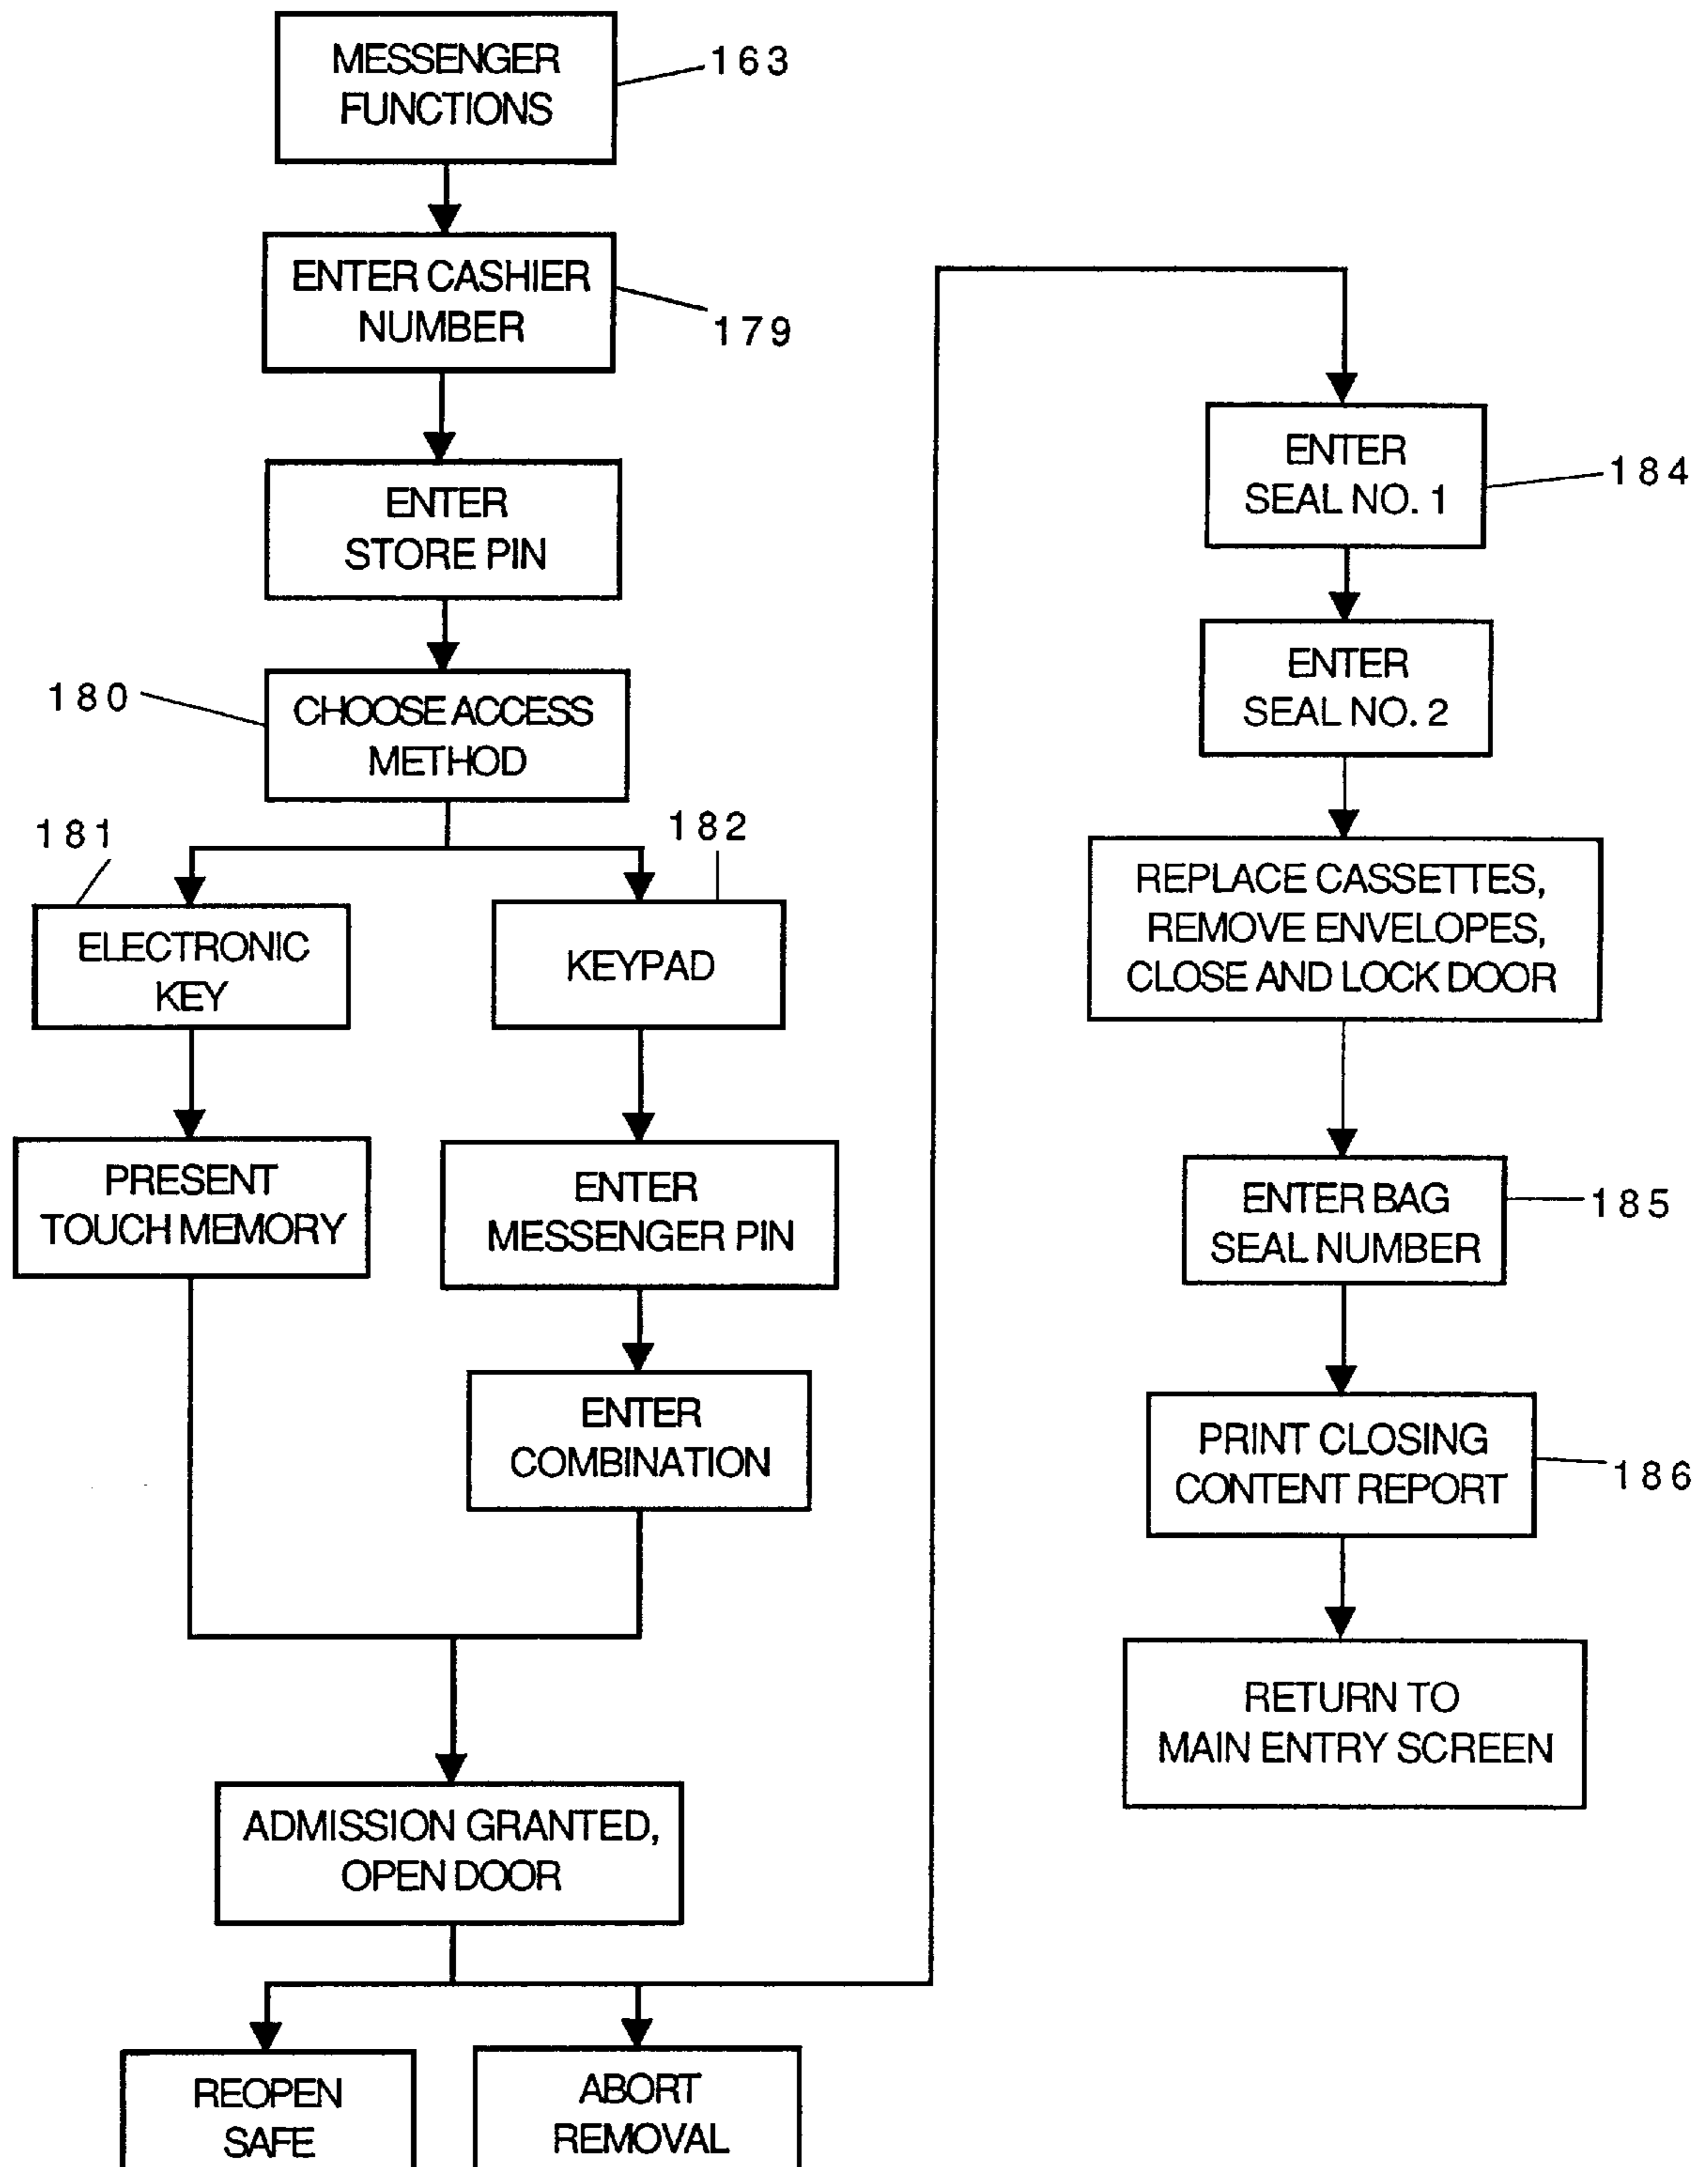 MESSENGER
FUNCTIONS
163
ENTER CASHIER
NUMBER
179
ENTER
STORE PIN
180
CHOOSE ACCESS
METHOD
181
182
ELECTRONIC
KEY
KEYPAD
PRESENT
TOUCH MEMORY
ENTER
MESSENGER PIN
ENTER
COMBINATION
ADMISSION GRANTED,
OPEN DOOR
REOPEN
SAFE
ABORT
REMOVAL
ENTER
SEAL NO. 1
184
ENTER
SEAL NO. 2
REPLACE CASSETTES,
REMOVE ENVELOPES,
CLOSE AND LOCK DOOR
ENTER BAG
SEAL NUMBER
185
PRINT CLOSING
CONTENT REPORT
186
RETURN TO
MAIN ENTRY SCREEN